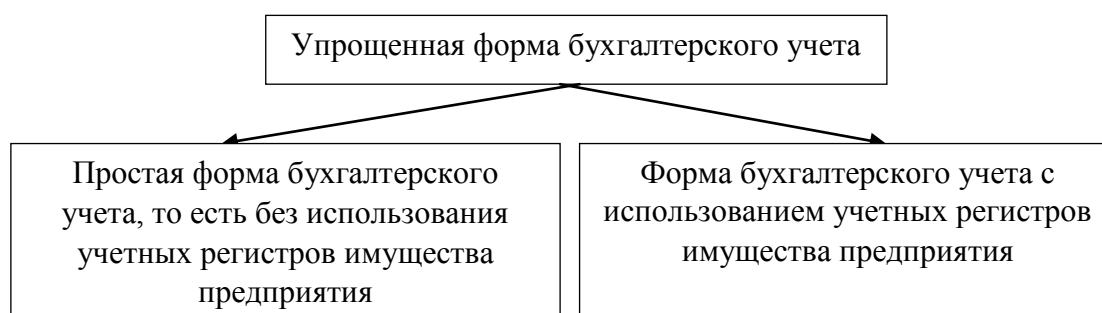 Упрощенная форма бухгалтерского учета
Простая форма бухгалтерского
учета, то есть без использования
учетных регистров имущества
предприятия
Форма бухгалтерского учета с
использованием учетных регистров
имущества предприятия